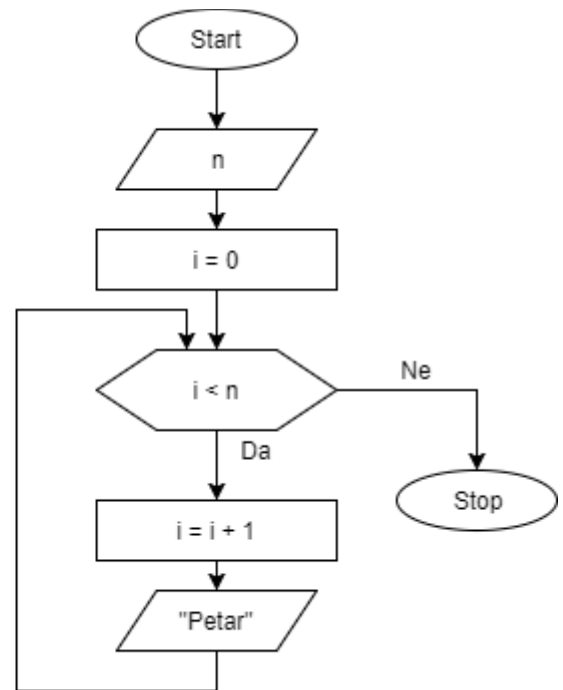 Start
n
i = 0
i < n
Ne
Da
Stop
i = i + 1
"Petar"